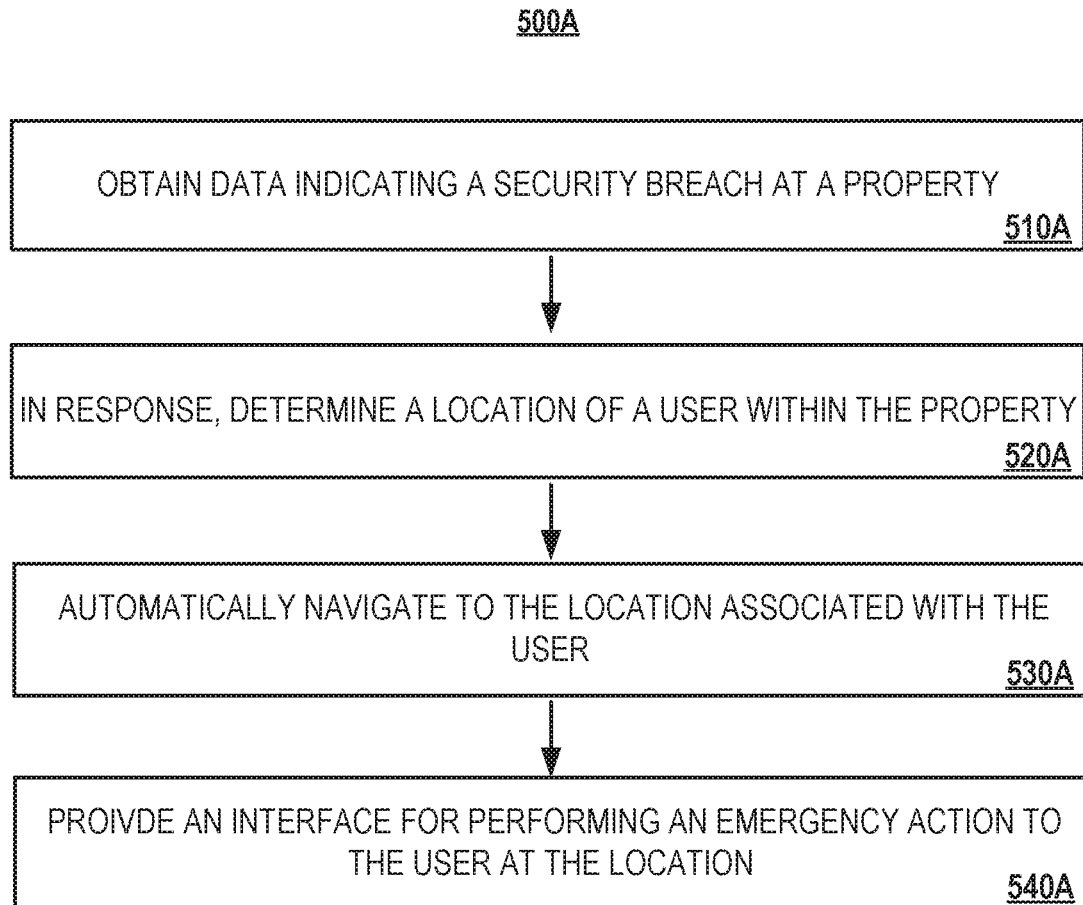 500A
OBTAIN DATA INDICATING A SECURITY BREACH AT A PROPERTY
510A
IN RESPONSE, DETERMINE A LOCATION OF A USER WITHIN THE PROPERTY
520A
AUTOMATICALLY NAVIGATE TO THE LOCATION ASSOCIATED WITH THE
USER
530A
PROIVDE AN INTERFACE FOR PERFORMING AN EMERGENCY ACTION TO
THE USER AT THE LOCATION
540A